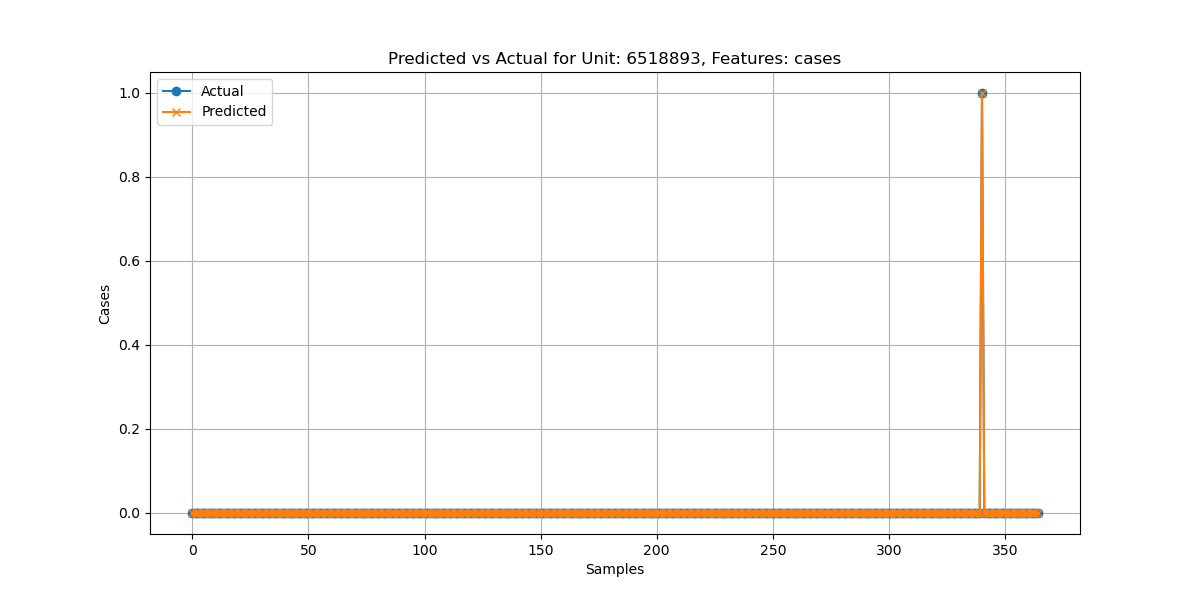 Predicted vs Actual for Unit: 6518893, Features: cases
Actual
Predicted
1.0
0.8
0.6
0.4
0.2
0.0
Cases
0 50 100 150 200 250 300 350
Samples